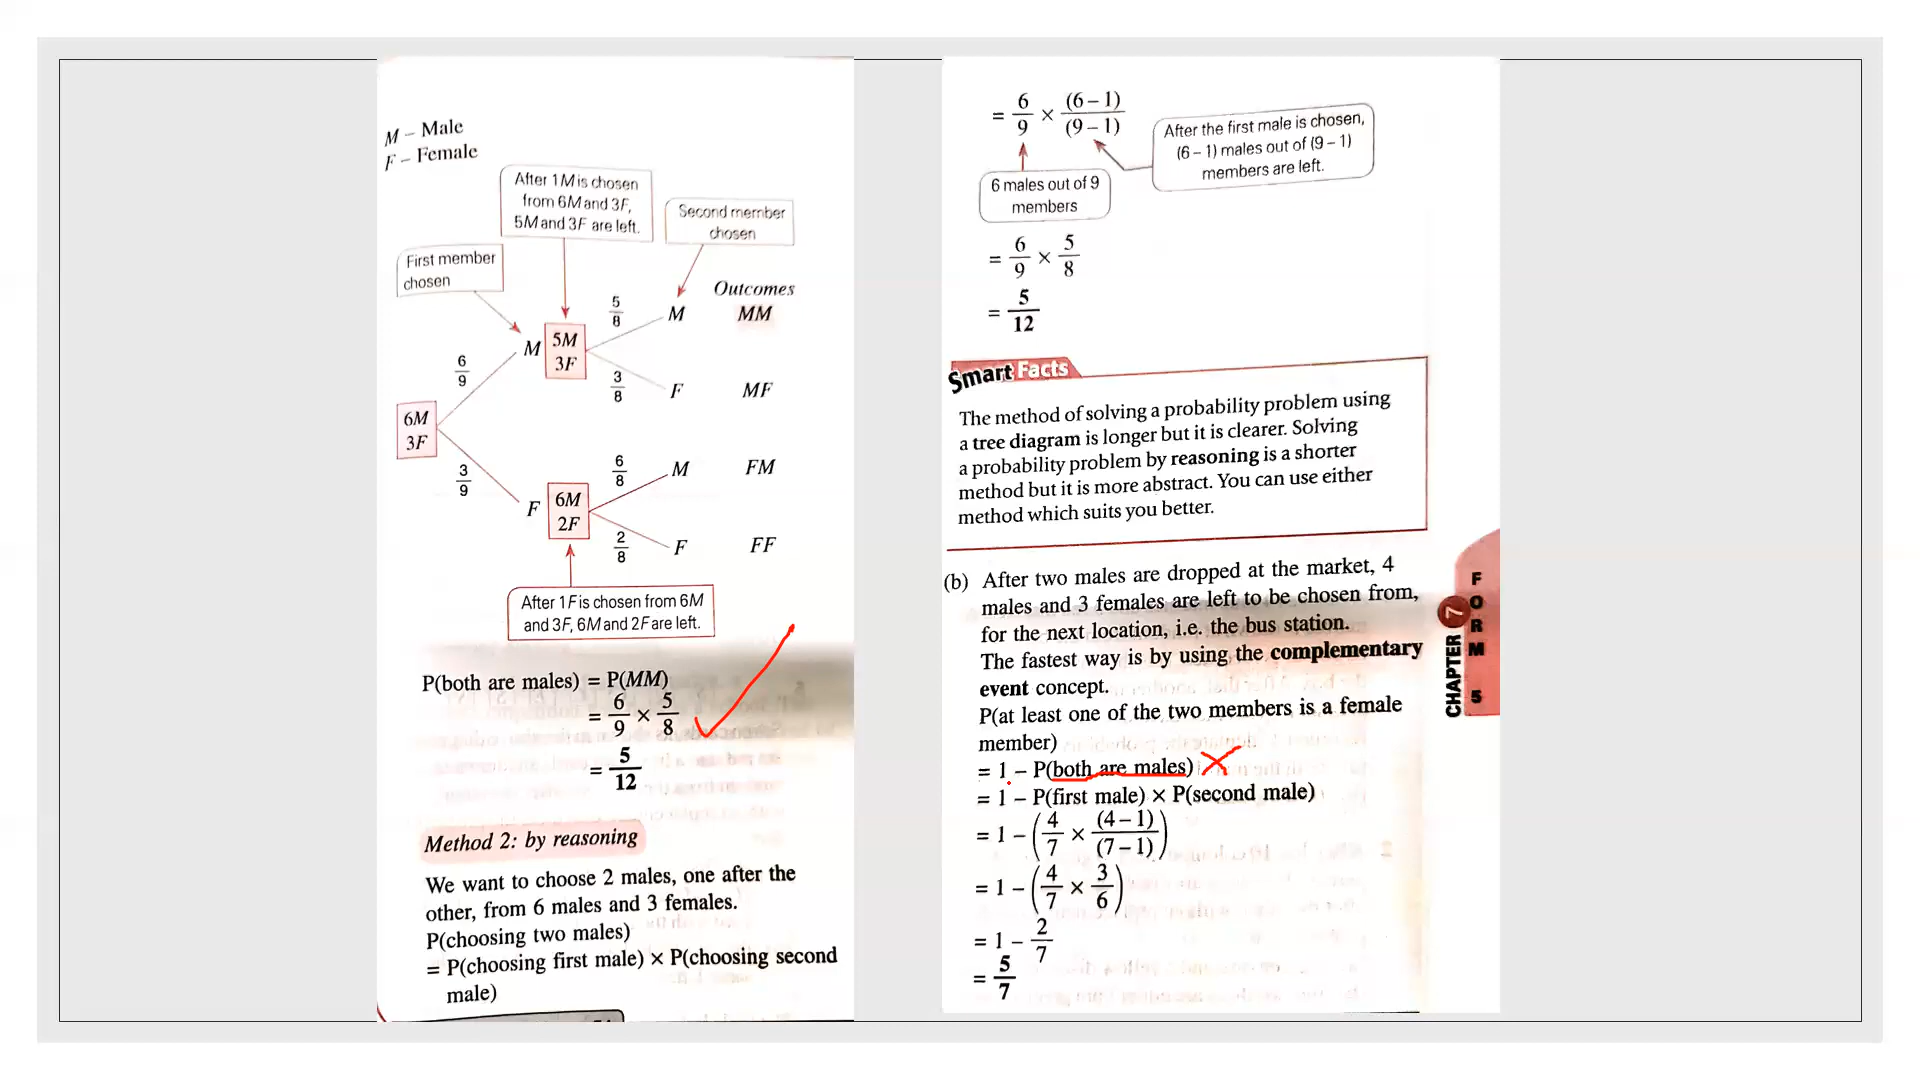 M – Male
F – Female
After 1M is chosen
from 6M and 3F,
5M and 3F are left.
Second member
chosen
First member
chosen
Outcomes
5/8
M
MM
M
5M
3F
6/9
3/8
F
MF
6M
3F
3/9
6/8
M
FM
F
6M
2F
2/8
F
FF
After 1F is chosen from 6M
and 3F, 6M and 2F are left.
P(both are males) = P(MM)
= 6/9 × 5/8
= 5/12
Method 2: by reasoning
We want to choose 2 males, one after the
other, from 6 males and 3 females.
P(choosing two males)
= P(choosing first male) × P(choosing second
male)
= 6/9 × (6 – 1)/(9 – 1)
After the first male is chosen,
(6 – 1) males out of (9 – 1)
members are left.
6 males out of 9
members
= 6/9 × 5/8
= 5/12
Smart Facts
The method of solving a probability problem using
a tree diagram is longer but it is clearer. Solving
a probability problem by reasoning is a shorter
method but it is more abstract. You can use either
method which suits you better.
(b) After two males are dropped at the market, 4
males and 3 females are left to be chosen from,
for the next location, i.e. the bus station.
The fastest way is by using the complementary
event concept.
P(at least one of the two members is a female
member)
= 1 – P(both are males)
= 1 – P(first male) × P(second male)
= 1 – (4/7 × (4 – 1)/(7 – 1))
= 1 – (4/7 × 3/6)
= 1 – 2/7
= 5/7
CHAPTER 7
FORM 5